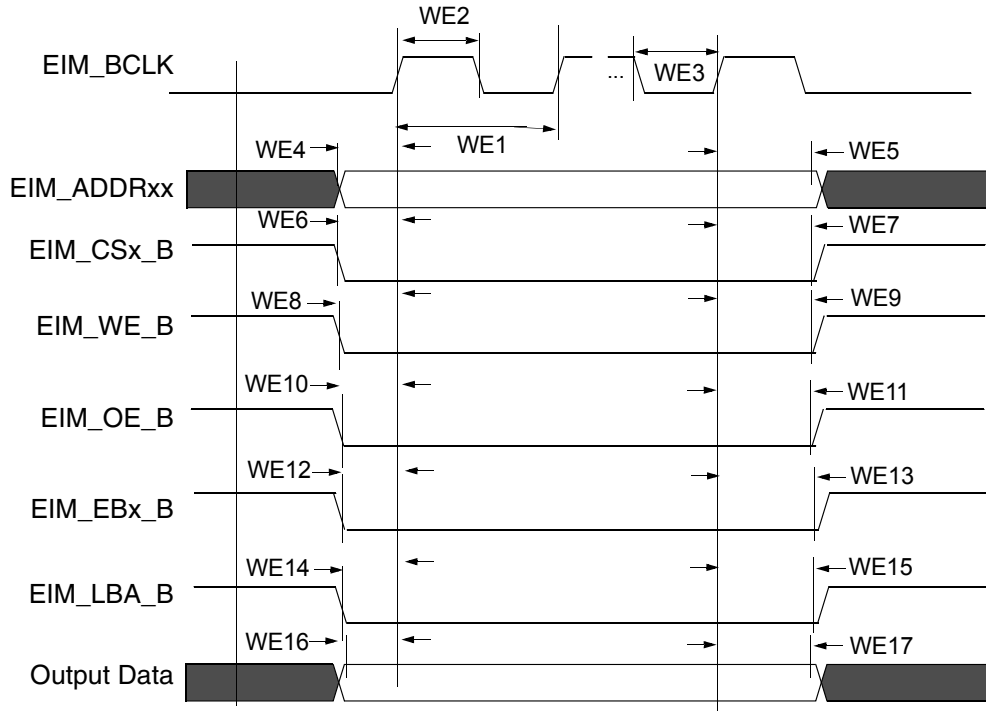 WE2
EIM_BCLK
...
WE3
WE1
WE4
WE5
EIM_ADDRxx
WE6
WE7
EIM_CSx_B
WE8
WE9
EIM_WE_B
WE10
WE11
EIM_OE_B
WE12
WE13
EIM_EBx_B
WE14
WE15
EIM_LBA_B
WE16
WE17
Output Data